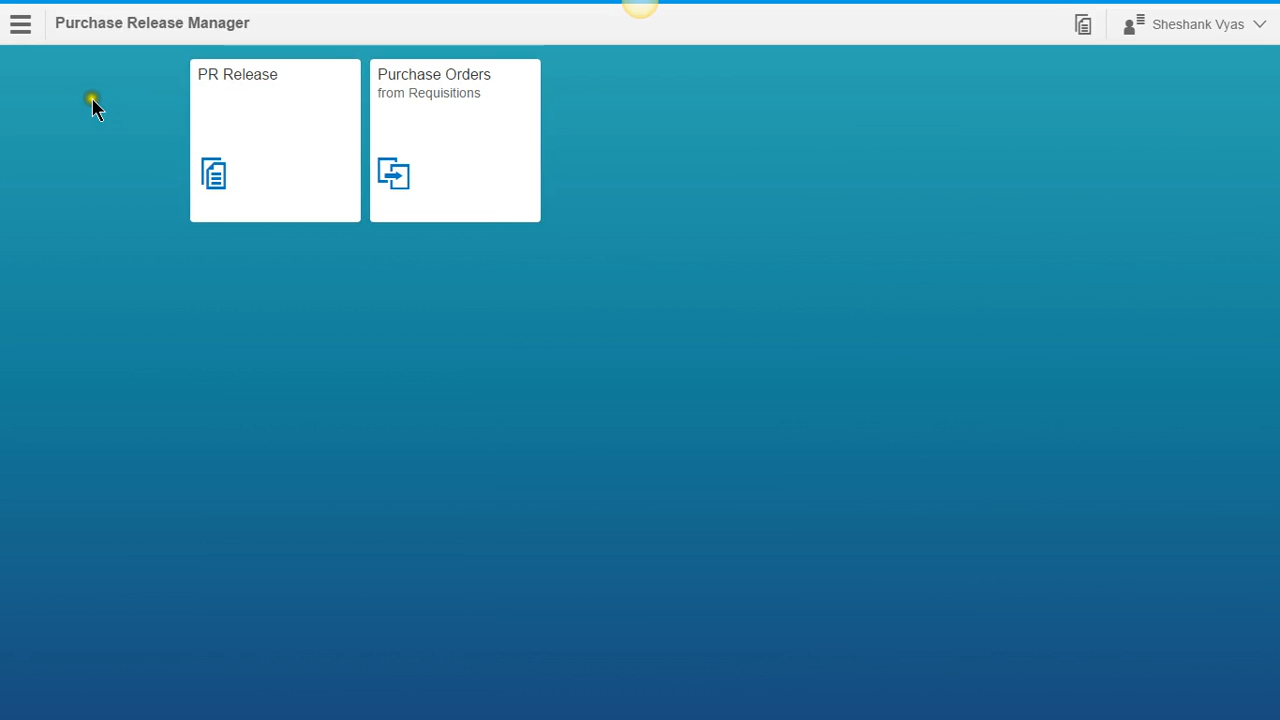 Purchase Release Manager
Sheshank Vyas
PR Release
Purchase Orders
from Requisitions